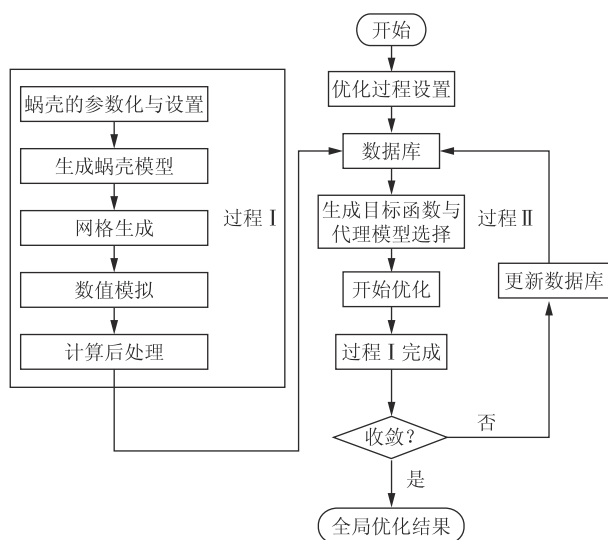 开始
优化过程设置
数据库
生成目标函数与
代理模型选择
开始优化
过程Ⅰ完成
收敛?
是
否
全局优化结果
更新数据库
过程Ⅱ
蜗壳的参数化与设置
生成蜗壳模型
网格生成
数值模拟
计算后处理
过程Ⅰ